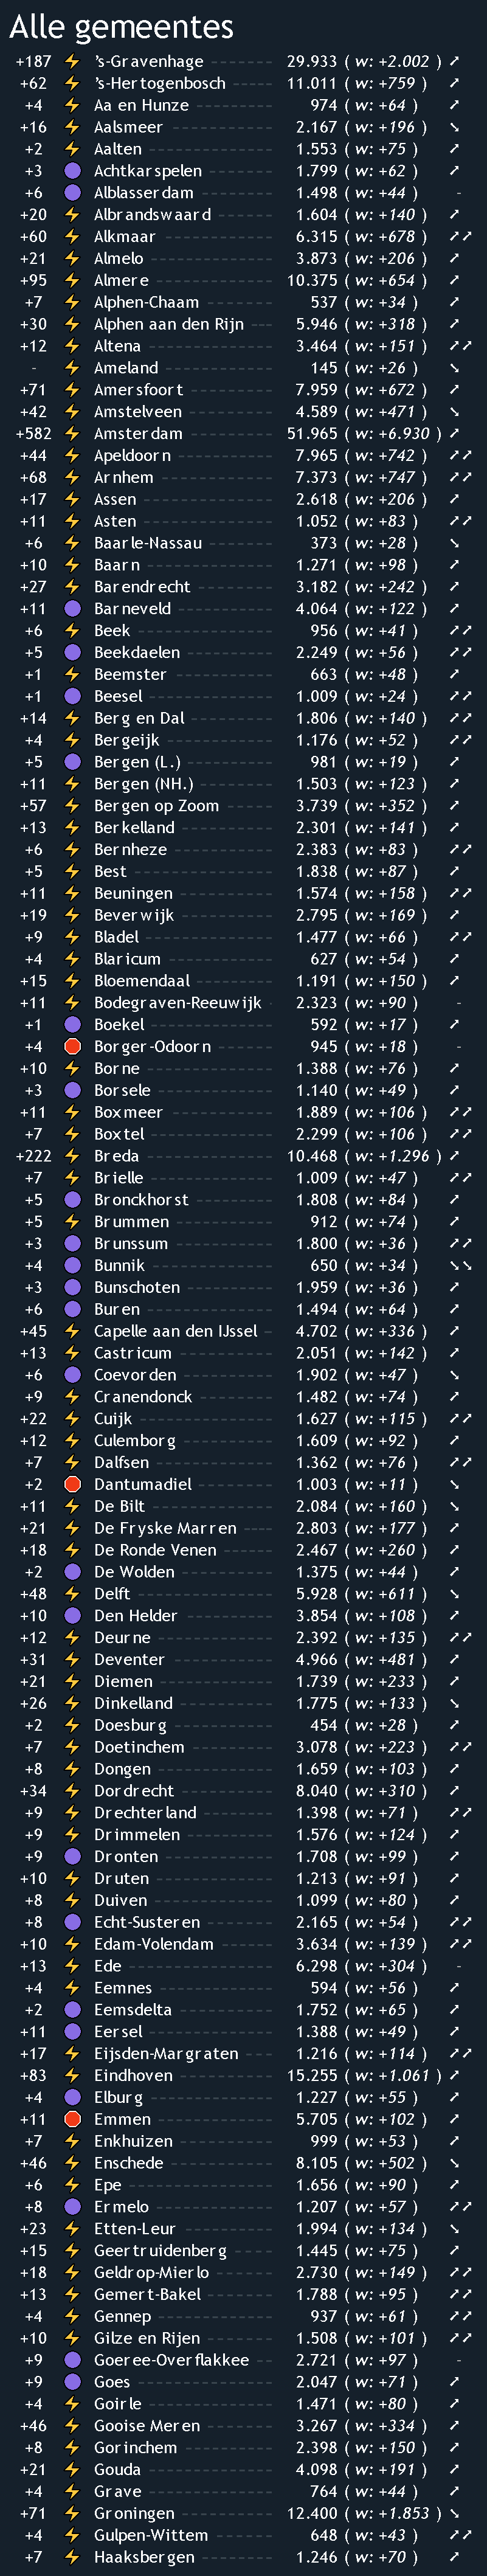 Alle gemeentes
+187 ’s-Gravenhage 29.933 ( w: +2.002 )
+62 ’s-Hertogenbosch 11.011 ( w: +759 )
+4 Aa en Hunze 974 ( w: +64 )
+16 Aalsmeer 2.167 ( w: +196 )
+2 Aalten 1.553 ( w: +75 )
+3 Achtkarspelen 1.799 ( w: +62 )
+6 Alblasserdam 1.498 ( w: +44 ) -
+20 Albrandswaard 1.604 ( w: +140 )
+60 Alkmaar 6.315 ( w: +678 )
+21 Almelo 3.873 ( w: +206 )
+95 Almere 10.375 ( w: +654 )
+7 Alphen-Chaam 537 ( w: +34 )
+30 Alphen aan den Rijn 5.946 ( w: +318 )
+12 Altena 3.464 ( w: +151 )
- Ameland 145 ( w: +26 )
+71 Amersfoort 7.959 ( w: +672 )
+42 Amstelveen 4.589 ( w: +471 )
+582 Amsterdam 51.965 ( w: +6.930 )
+44 Apeldoorn 7.965 ( w: +742 )
+68 Arnhem 7.373 ( w: +747 )
+17 Assen 2.618 ( w: +206 )
+11 Asten 1.052 ( w: +83 )
+6 Baarle-Nassau 373 ( w: +28 )
+10 Baarn 1.271 ( w: +98 )
+27 Barendrecht 3.182 ( w: +242 )
+11 Barneveld 4.064 ( w: +122 )
+6 Beek 956 ( w: +41 )
+5 Beekdaelen 2.249 ( w: +56 )
+1 Beemster 663 ( w: +48 )
+1 Beesel 1.009 ( w: +24 )
+14 Berg en Dal 1.806 ( w: +140 )
+4 Bergeijk 1.176 ( w: +52 )
+5 Bergen (L.) 981 ( w: +19 )
+11 Bergen (NH.) 1.503 ( w: +123 )
+57 Bergen op Zoom 3.739 ( w: +352 )
+13 Berkelland 2.301 ( w: +141 )
+6 Bernheze 2.383 ( w: +83 )
+5 Best 1.838 ( w: +87 )
+11 Beuningen 1.574 ( w: +158 )
+19 Beverwijk 2.795 ( w: +169 )
+9 Bladel 1.477 ( w: +66 )
+4 Blaricum 627 ( w: +54 )
+15 Bloemendaal 1.191 ( w: +150 )
+11 Bodegraven-Reeuwijk 2.323 ( w: +90 ) -
+1 Boekel 592 ( w: +17 )
+4 Borger-Odoorn 945 ( w: +18 ) -
+10 Borne 1.388 ( w: +76 )
+3 Borsele 1.140 ( w: +49 )
+11 Boxmeer 1.889 ( w: +106 )
+7 Boxtel 2.299 ( w: +106 )
+222 Breda 10.468 ( w: +1.296 )
+7 Brielle 1.009 ( w: +47 )
+5 Bronckhorst 1.808 ( w: +84 )
+5 Brummen 912 ( w: +74 )
+3 Brunssum 1.800 ( w: +36 )
+4 Bunnik 650 ( w: +34 )
+3 Bunschoten 1.959 ( w: +36 )
+6 Buren 1.494 ( w: +64 )
+45 Capelle aan den IJssel 4.702 ( w: +336 )
+13 Castricum 2.051 ( w: +142 )
+6 Coevorden 1.902 ( w: +47 )
+9 Cranendonck 1.482 ( w: +74 )
+22 Cuijk 1.627 ( w: +115 )
+12 Culemborg 1.609 ( w: +92 )
+7 Dalfsen 1.362 ( w: +76 )
+2 Dantumadiel 1.003 ( w: +11 )
+11 De Bilt 2.084 ( w: +160 )
+21 De Fryske Marren 2.803 ( w: +177 )
+18 De Ronde Venen 2.467 ( w: +260 )
+2 De Wolden 1.375 ( w: +44 )
+48 Delft 5.928 ( w: +611 )
+10 Den Helder 3.854 ( w: +108 )
+12 Deurne 2.392 ( w: +135 )
+31 Deventer 4.966 ( w: +481 )
+21 Diemen 1.739 ( w: +233 )
+26 Dinkelland 1.775 ( w: +133 )
+2 Doesburg 454 ( w: +28 )
+7 Doetinchem 3.078 ( w: +223 )
+8 Dongen 1.659 ( w: +103 )
+34 Dordrecht 8.040 ( w: +310 )
+9 Drechterland 1.398 ( w: +71 )
+9 Drimmelen 1.576 ( w: +124 )
+9 Dronten 1.708 ( w: +99 )
+10 Druten 1.213 ( w: +91 )
+8 Duiven 1.099 ( w: +80 )
+8 Echt-Susteren 2.165 ( w: +54 )
+10 Edam-Volendam 3.634 ( w: +139 )
+13 Ede 6.298 ( w: +304 ) -
+4 Eemnes 594 ( w: +56 )
+2 Eemsdelta 1.752 ( w: +65 )
+11 Eersel 1.388 ( w: +49 )
+17 Eijsden-Margraten 1.216 ( w: +114 )
+83 Eindhoven 15.255 ( w: +1.061 )
+4 Elburg 1.227 ( w: +55 )
+11 Emmen 5.705 ( w: +102 )
+7 Enkhuizen 999 ( w: +53 )
+46 Enschede 8.105 ( w: +502 )
+6 Epe 1.656 ( w: +90 )
+8 Ermelo 1.207 ( w: +57 )
+23 Etten-Leur 1.994 ( w: +134 )
+15 Geertruidenberg 1.445 ( w: +75 )
+18 Geldrop-Mierlo 2.730 ( w: +149 )
+13 Gemert-Bakel 1.788 ( w: +95 )
+4 Gennep 937 ( w: +61 )
+10 Gilze en Rijen 1.508 ( w: +101 )
+9 Goeree-Overflakkee 2.721 ( w: +97 ) -
+9 Goes 2.047 ( w: +71 )
+4 Goirle 1.471 ( w: +80 )
+46 Gooise Meren 3.267 ( w: +334 )
+8 Gorinchem 2.398 ( w: +150 )
+21 Gouda 4.098 ( w: +191 )
+4 Grave 764 ( w: +44 )
+71 Groningen 12.400 ( w: +1.853 )
+4 Gulpen-Wittem 648 ( w: +43 )
+7 Haaksbergen 1.246 ( w: +70 )